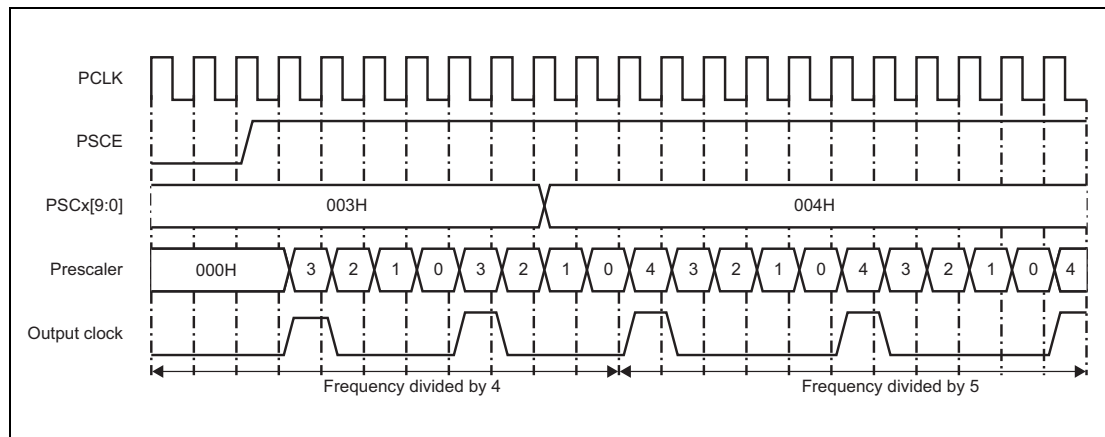 PCLK
PSCE
PSCx[9:0] 003H 004H
Prescaler 000H 3 2 1 0 3 2 1 0 4 3 2 1 0 4 3 2 1 0 4
Output clock
Frequency divided by 4 Frequency divided by 5